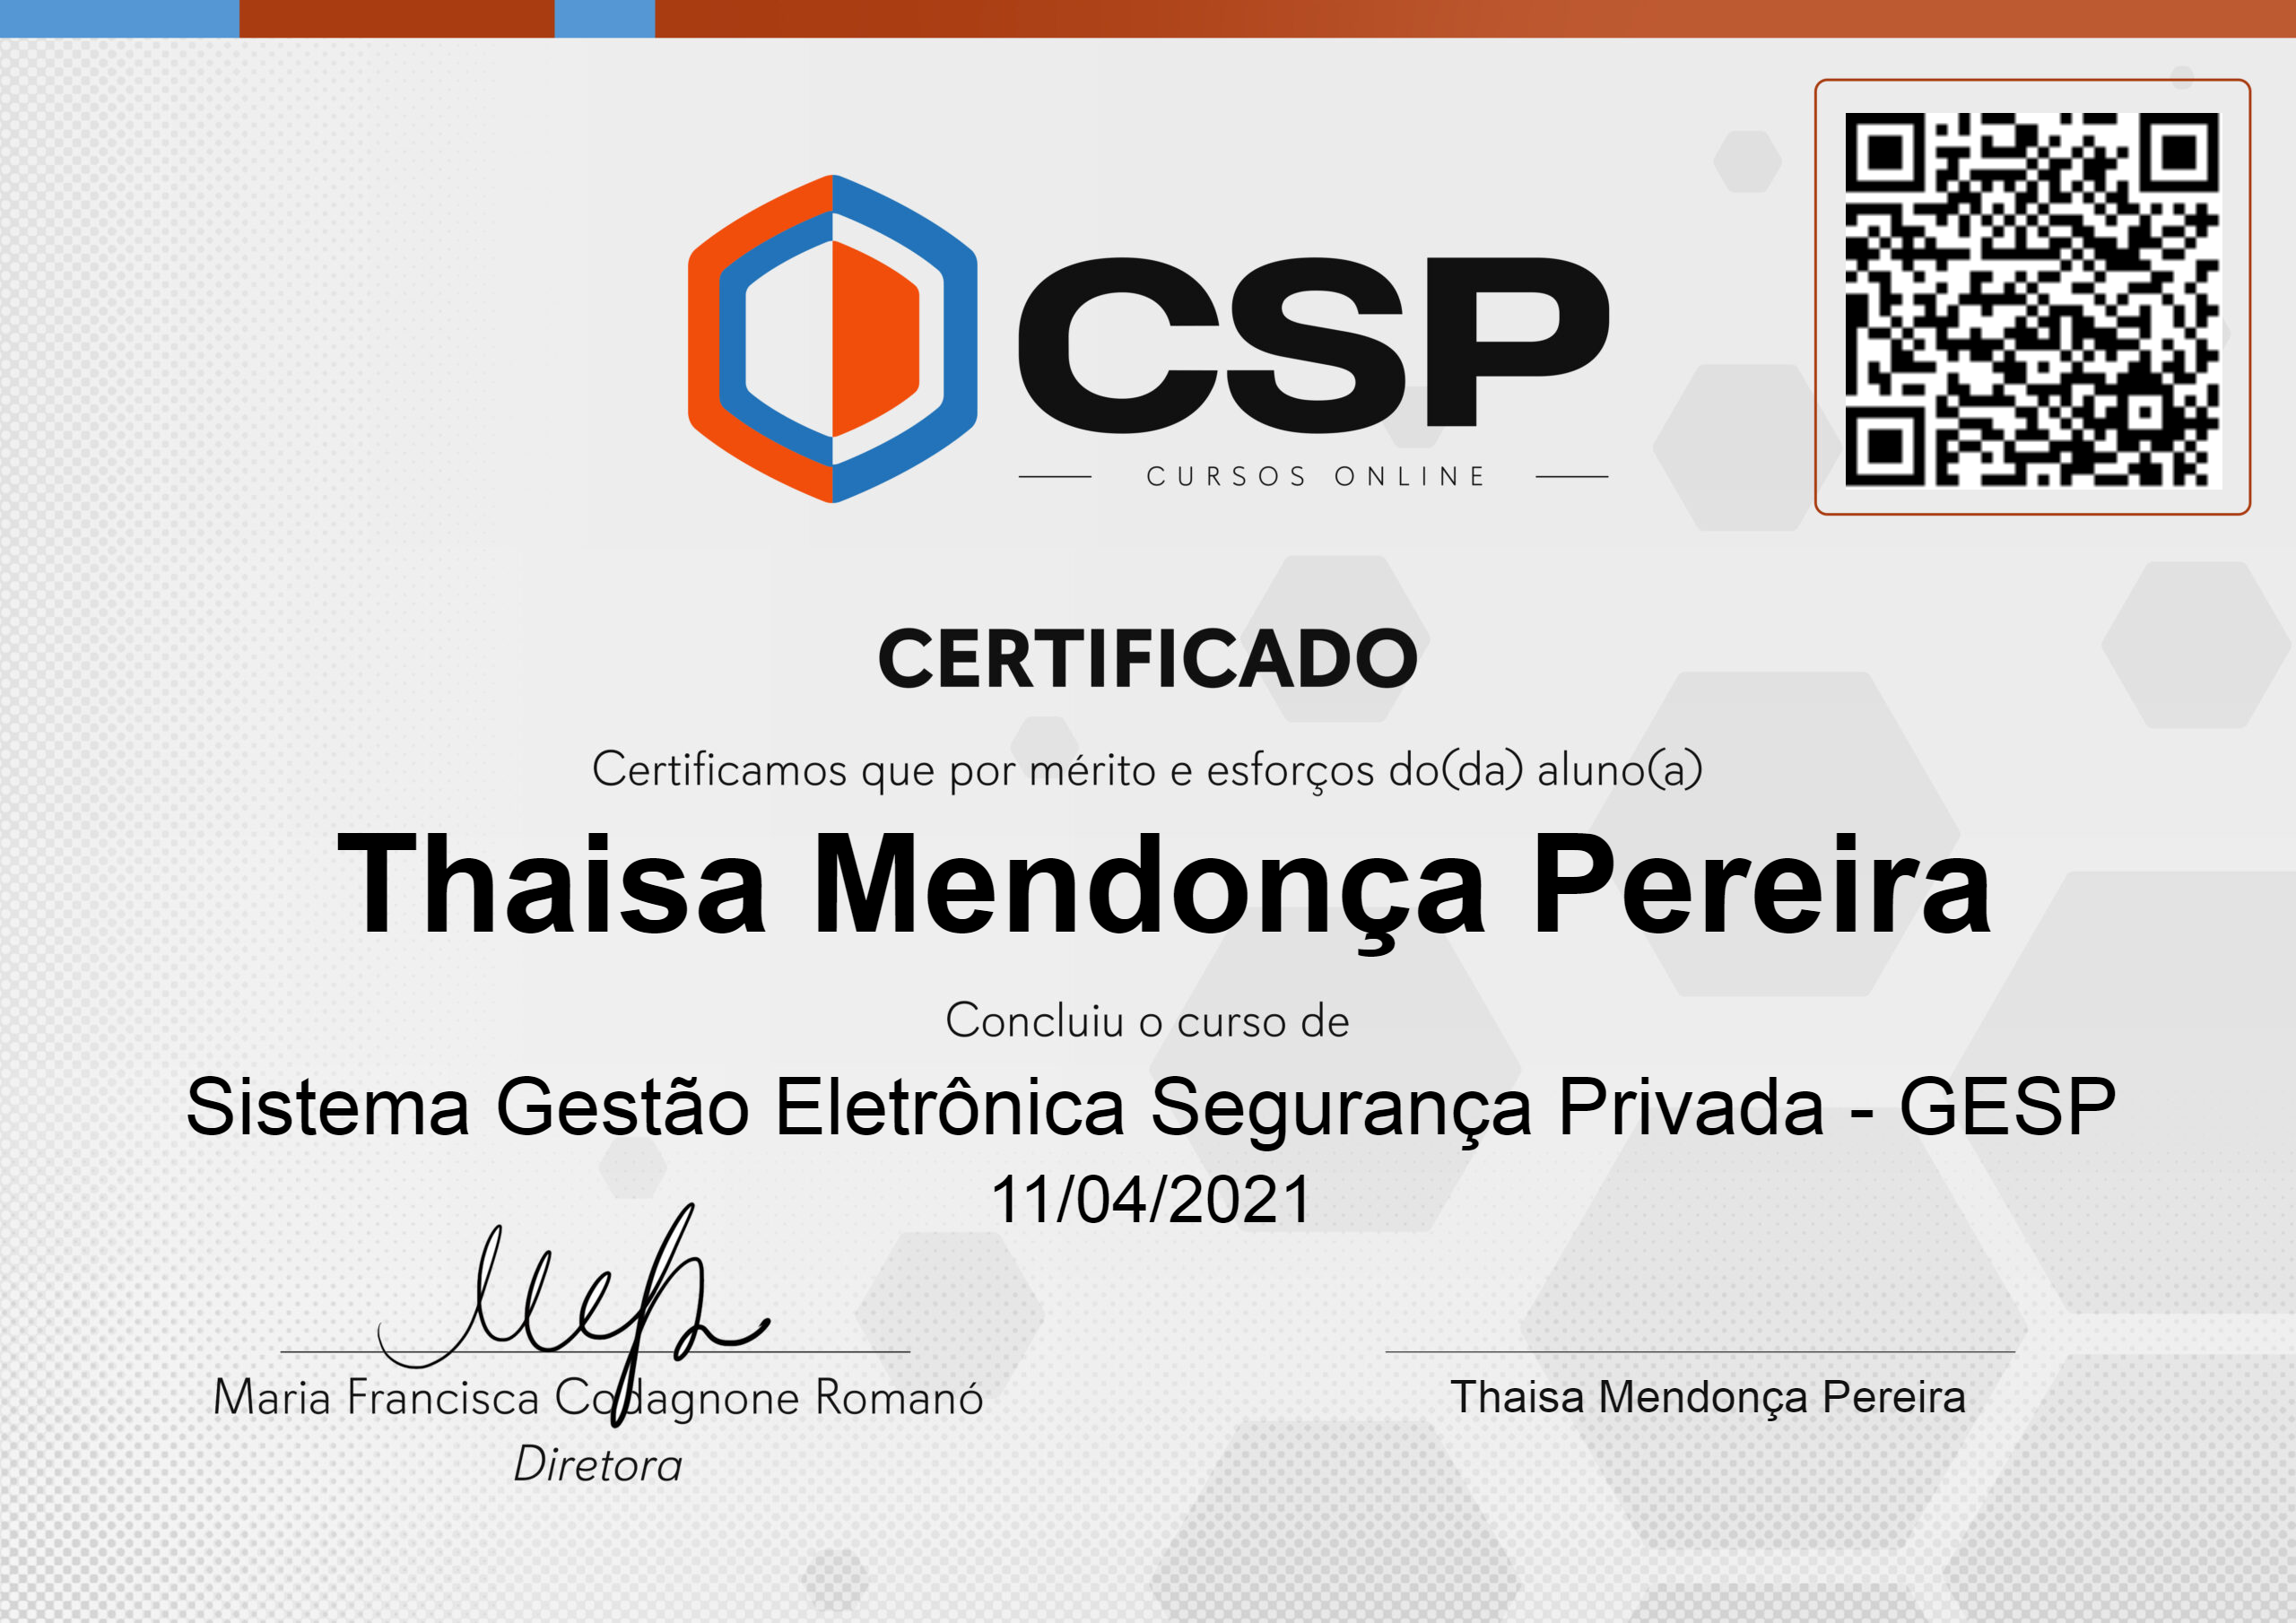 CSP
CURSOS ONLINE
CERTIFICADO
Certificamos que por mérito e esforços do(da) aluno(a)
Thaisa Mendonça Pereira
Concluiu o curso de
Sistema Gestão Eletrônica Segurança Privada - GESP
11/04/2021
Maria Francisca Codagnone Romanó
Diretora
Thaisa Mendonça Pereira